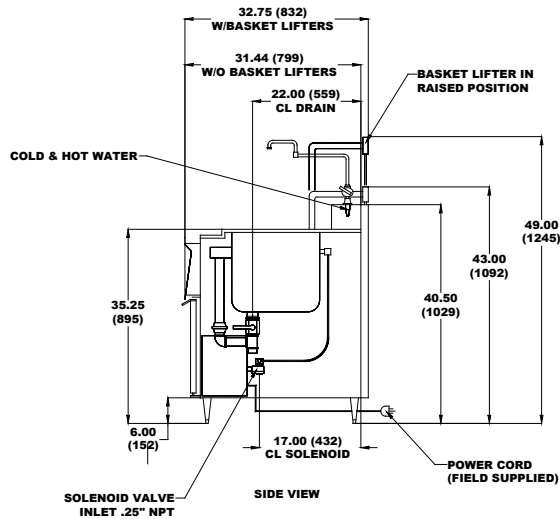 32.75 (832)
W/BASKET LIFTERS
31.44 (799)
W/O BASKET LIFTERS
22.00 (559)
CL DRAIN
BASKET LIFTER IN
RAISED POSITION
COLD & HOT WATER
49.00
(1245)
43.00
(1092)
40.50
(1029)
35.25
(895)
6.00
(152)
17.00 (432)
CL SOLENOID
POWER CORD
(FIELD SUPPLIED)
SOLENOID VALVE
INLET .25" NPT
SIDE VIEW